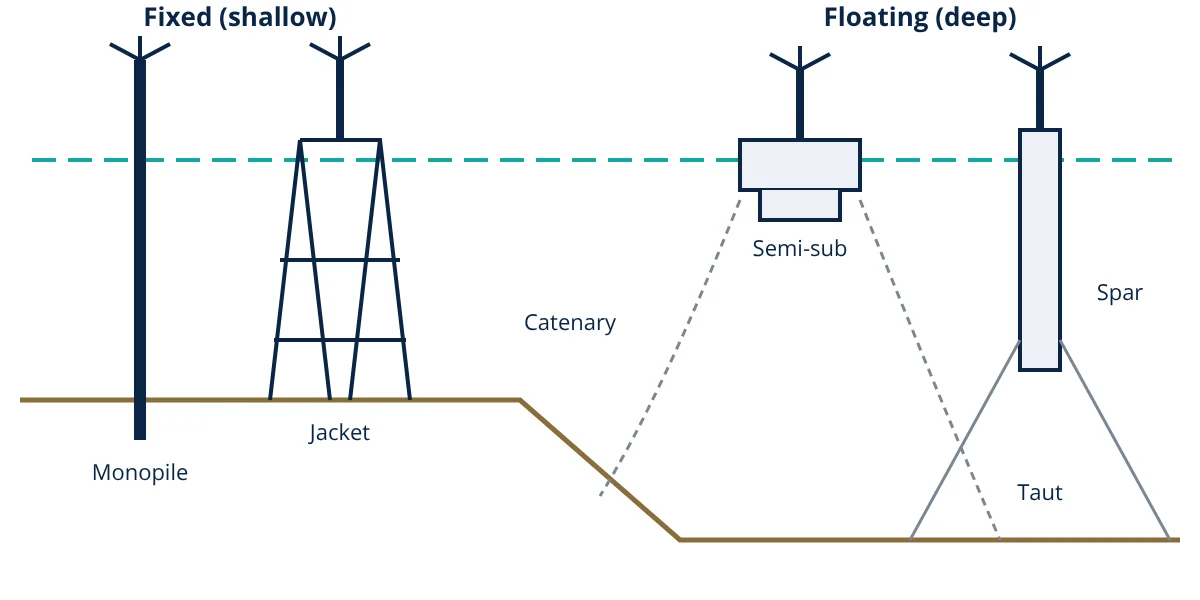 Fixed (shallow)
Floating (deep)
Semi-sub
Spar
Catenary
Jacket
Monopile
Taut